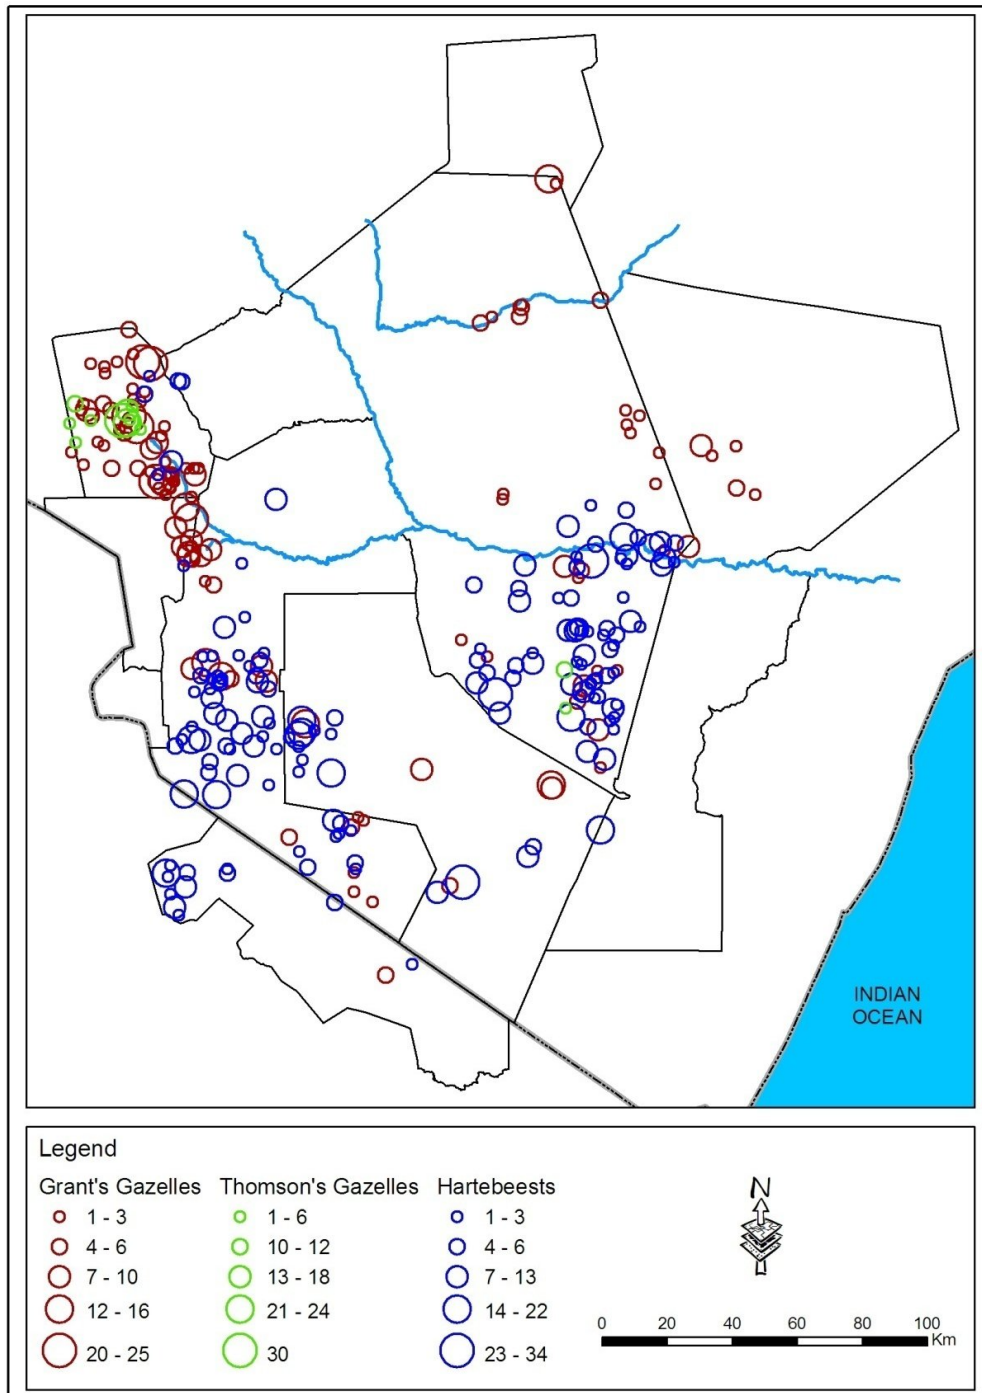 INDIAN
OCEAN
Legend
Grant's Gazelles Thomson's Gazelles Hartebeests
1 - 3 1 - 6 1 - 3
4 - 6 10 - 12 4 - 6
7 - 10 13 - 18 7 - 13
12 - 16 21 - 24 14 - 22
20 - 25 30 23 - 34
N
0 20 40 60 80 100
Km